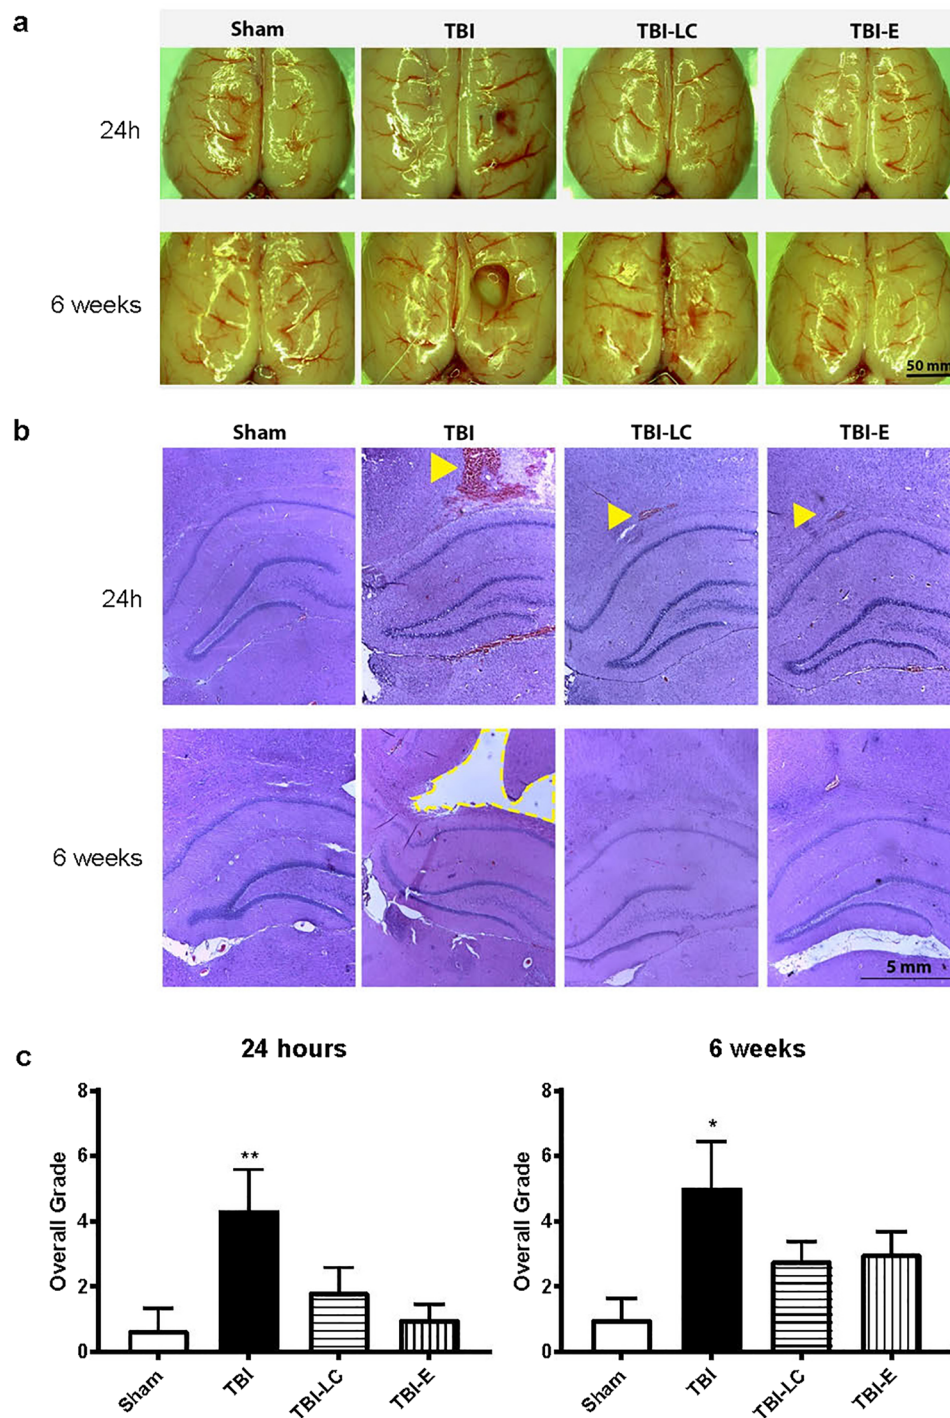 a
Sham TBI TBI-LC TBI-E
24h
6 weeks
50 mm
b
Sham TBI TBI-LC TBI-E
24h
6 weeks
5 mm
c
24 hours
8
6
4
2
0
Overall Grade
**
Sham TBI TBI-LC TBI-E
6 weeks
8
6
4
2
0
Overall Grade
*
Sham TBI TBI-LC TBI-E